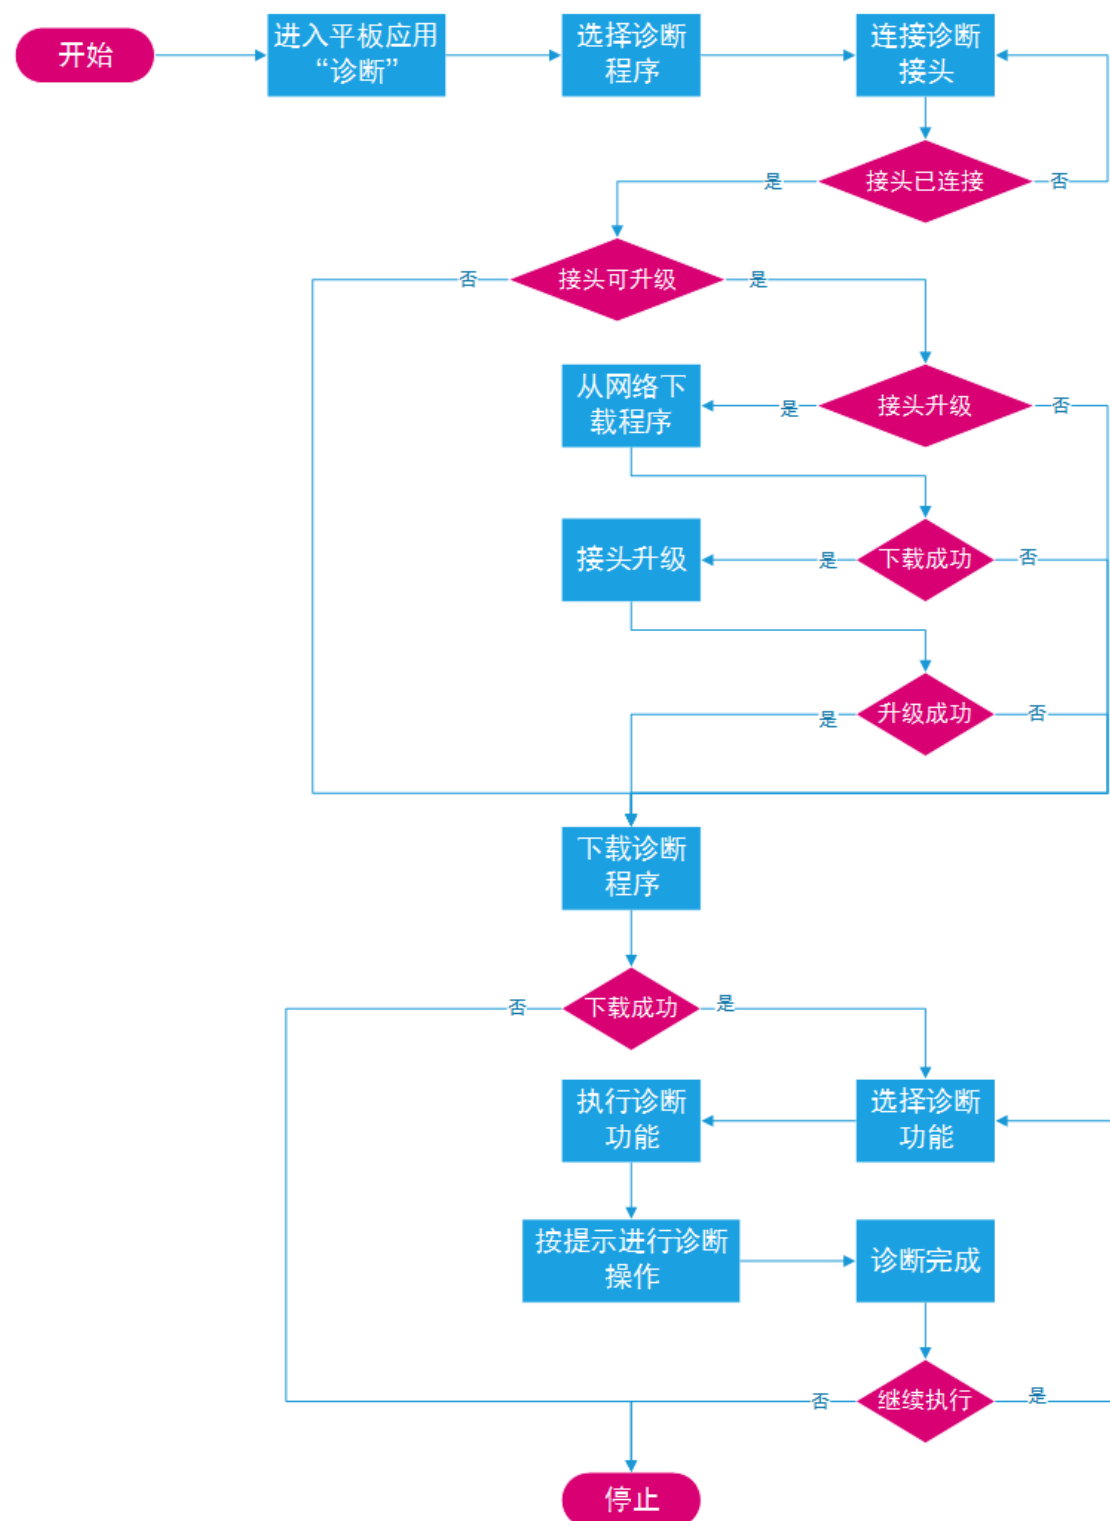 开始
进入平板应用
“诊断”
选择诊断
程序
连接诊断
接头
接头已连接
是
否
接头可升级
否
是
从网络下
载程序
是
接头升级
否
接头升级
是
下载成功
否
升级成功
是
否
下载诊断
程序
下载成功
否
是
执行诊断
功能
选择诊断
功能
按提示进行诊断
操作
诊断完成
否
继续执行
是
停止